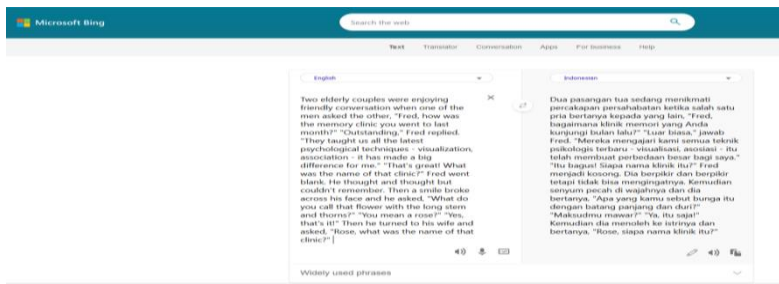 Microsoft Bing
Search the web
Text Translator Conversation Apps For business Help
English
Two elderly couples were enjoying
friendly conversation when one of the
men asked the other, "Fred, how was
the memory clinic you went to last
month?" "Outstanding," Fred replied.
"They taught us all the latest
psychological techniques - visualization,
association - it has made a big
difference for me." "That's great! What
was the name of that clinic?" Fred went
blank. He thought and thought but
couldn't remember. Then a smile broke
across his face and he asked, "What do
you call that flower with the long stem
and thorns?" "You mean a rose?" "Yes,
that's it!" Then he turned to his wife and
asked, "Rose, what was the name of that
clinic?"
Indonesian
Dua pasangan tua sedang menikmati
percakapan persahabatan ketika salah satu
pria bertanya kepada yang lain, "Fred,
bagaimana klinik memori yang Anda
kunjungi bulan lalu?" "Luar biasa," jawab
Fred. "Mereka mengajari kami semua teknik
psikologis terbaru - visualisasi, asosiasi - itu
telah membuat perbedaan besar bagi saya."
"Itu bagus! Siapa nama klinik itu?" Fred
menjadi kosong. Dia berpikir dan berpikir
tetapi tidak bisa mengingatnya. Kemudian
senyum pecah di wajahnya dan dia
bertanya, "Apa yang kamu sebut bunga itu
dengan batang panjang dan duri?"
"Maksudmu mawar?" "Ya, itu saja!"
Kemudian dia menoleh ke istrinya dan
bertanya, "Rose, siapa nama klinik itu?"
Widely used phrases